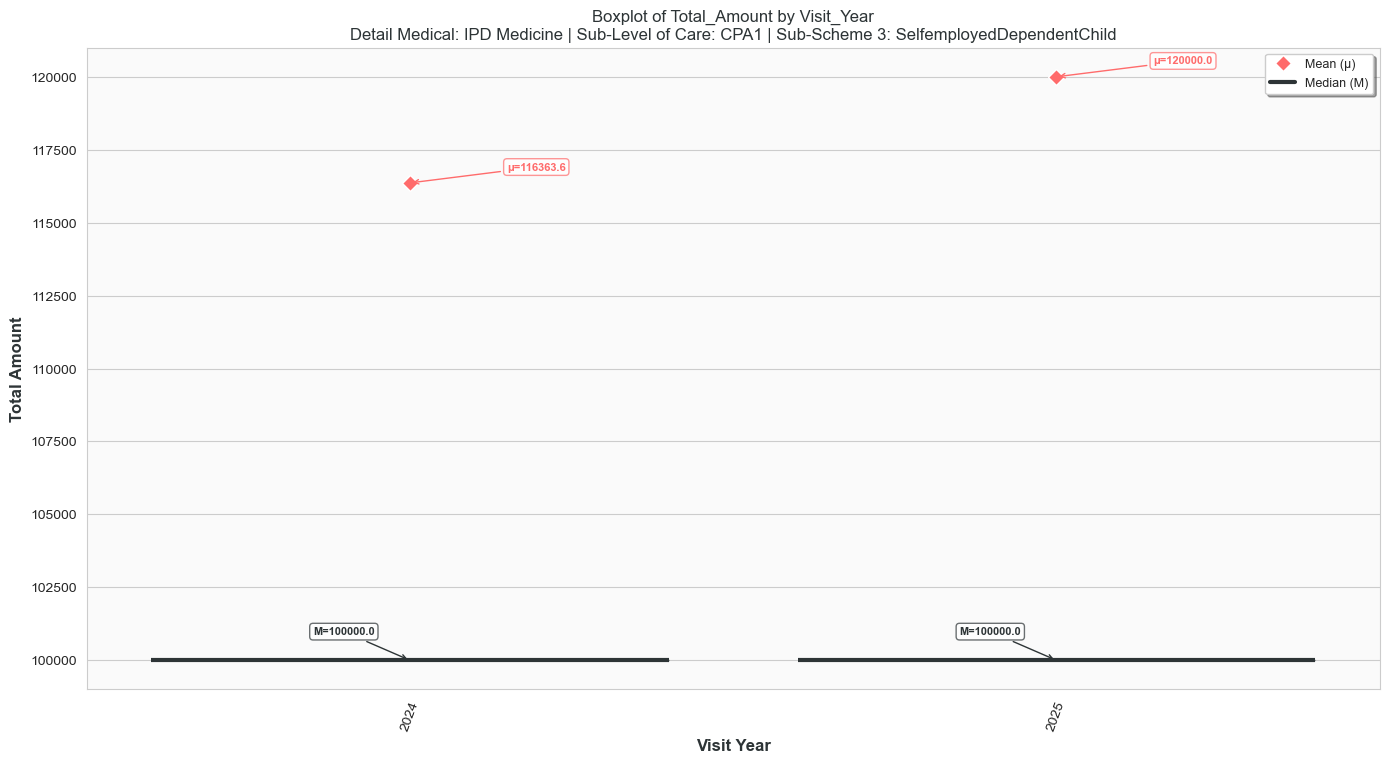 Boxplot of Total_Amount by Visit_Year
Detail Medical: IPD Medicine | Sub-Level of Care: CPA1 | Sub-Scheme 3: SelfemployedDependentChild
Mean (μ)
Median (M)
μ=120000.0
μ=116363.6
M=100000.0
M=100000.0
120000
117500
115000
112500
110000
107500
105000
102500
100000
Total Amount
2024
2025
Visit Year